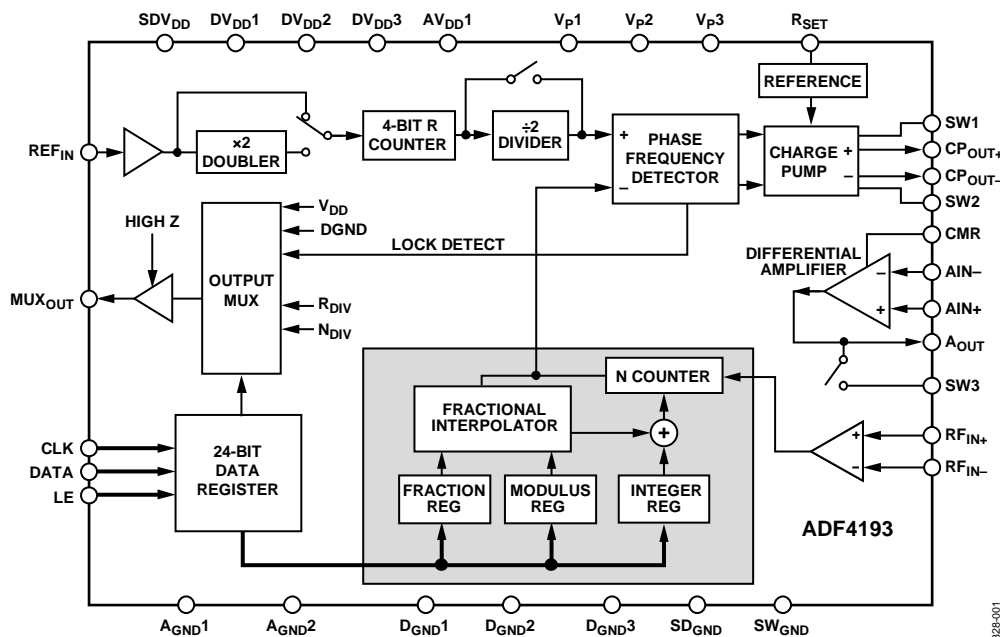 SDVDD DVDD1 DVDD2 DVDD3 AVDD1 VP1 VP2 VP3 RSET
REFERENCE
×2
DOUBLER
4-BIT R
COUNTER
÷2
DIVIDER
+
−
PHASE
FREQUENCY
DETECTOR
CHARGE
PUMP
+
−
REFIN
SW1
CPOUT+
CPOUT−
SW2
HIGH Z
OUTPUT
MUX
VDD
DGND
LOCK DETECT
RDIV
NDIV
MUXOUT
DIFFERENTIAL
AMPLIFIER
−
+
CMR
AIN−
AIN+
AOUT
SW3
N COUNTER
FRACTIONAL
INTERPOLATOR
+
FRACTION
REG
MODULUS
REG
INTEGER
REG
CLK
DATA
LE
24-BIT
DATA
REGISTER
+
−
RFIN+
RFIN−
ADF4193
AGND1 AGND2 DGND1 DGND2 DGND3 SDGND SWGND